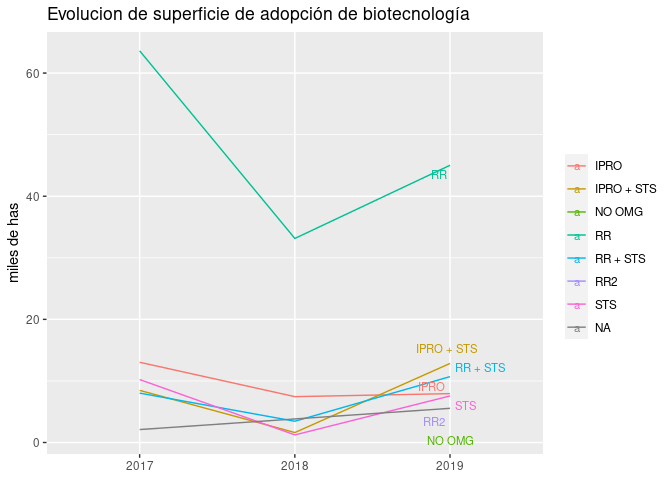 Evolucion de superficie de adopción de biotecnología
miles de has
60
40
20
0
2017
2018
2019
RR
IPRO + STS
RR + STS
IPRO
STS
RR2
NO OMG
a IPRO
a IPRO + STS
a NO OMG
a RR
a RR + STS
a RR2
a STS
a NA